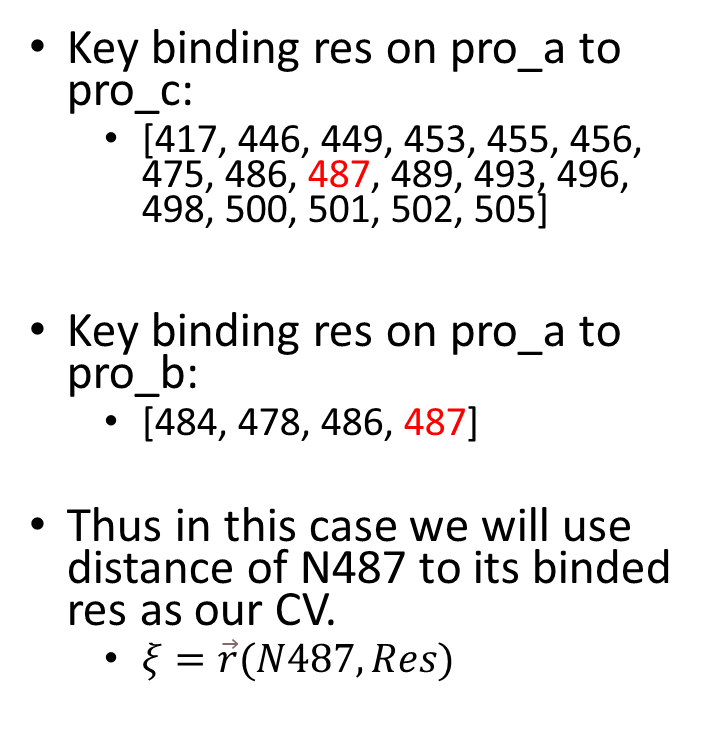 • Key binding res on pro_a to
pro_c:
• [417, 446, 449, 453, 455, 456,
475, 486, 487, 489, 493, 496,
498, 500, 501, 502, 505]
• Key binding res on pro_a to
pro_b:
• [484, 478, 486, 487]
• Thus in this case we will use
distance of N487 to its binded
res as our CV.
• ξ = r⃗(N487, Res)